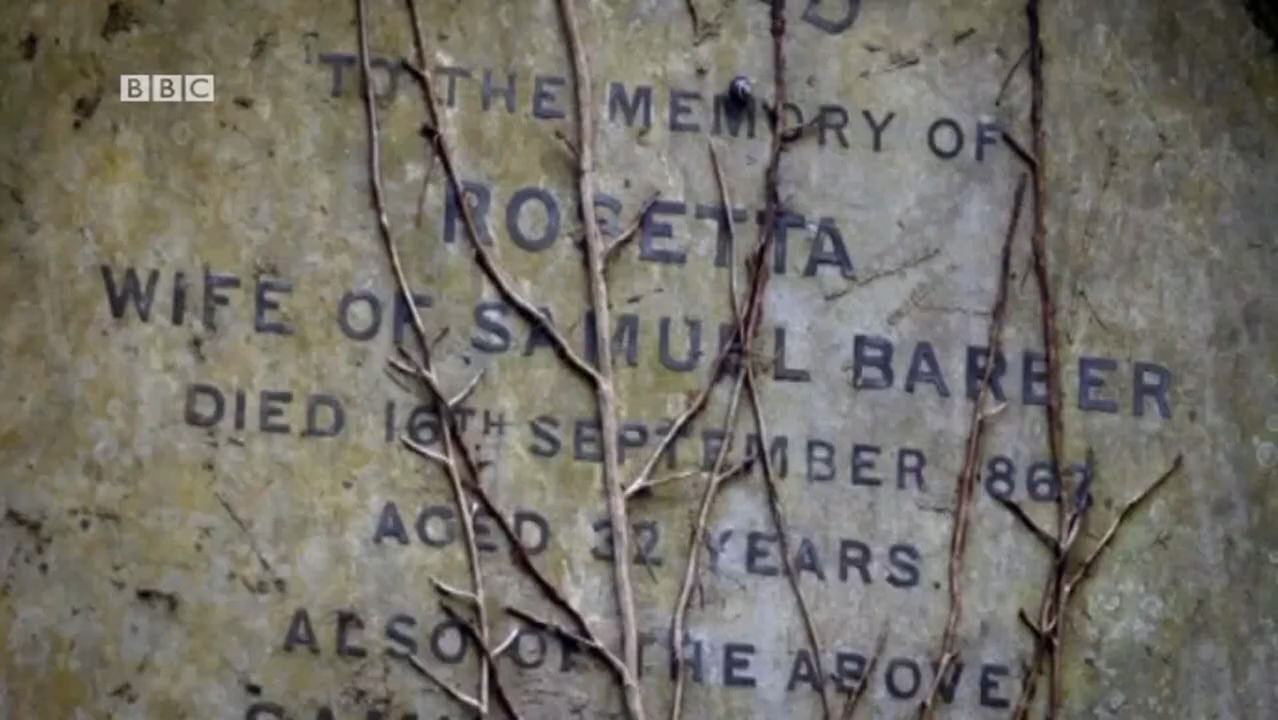 BBC
TO THE MEMORY OF
ROSETTA
WIFE OF SAMUEL BARBER
DIED 16TH SEPTEMBER 1867
AGED 32 YEARS.
ALSO OF THE ABOVE